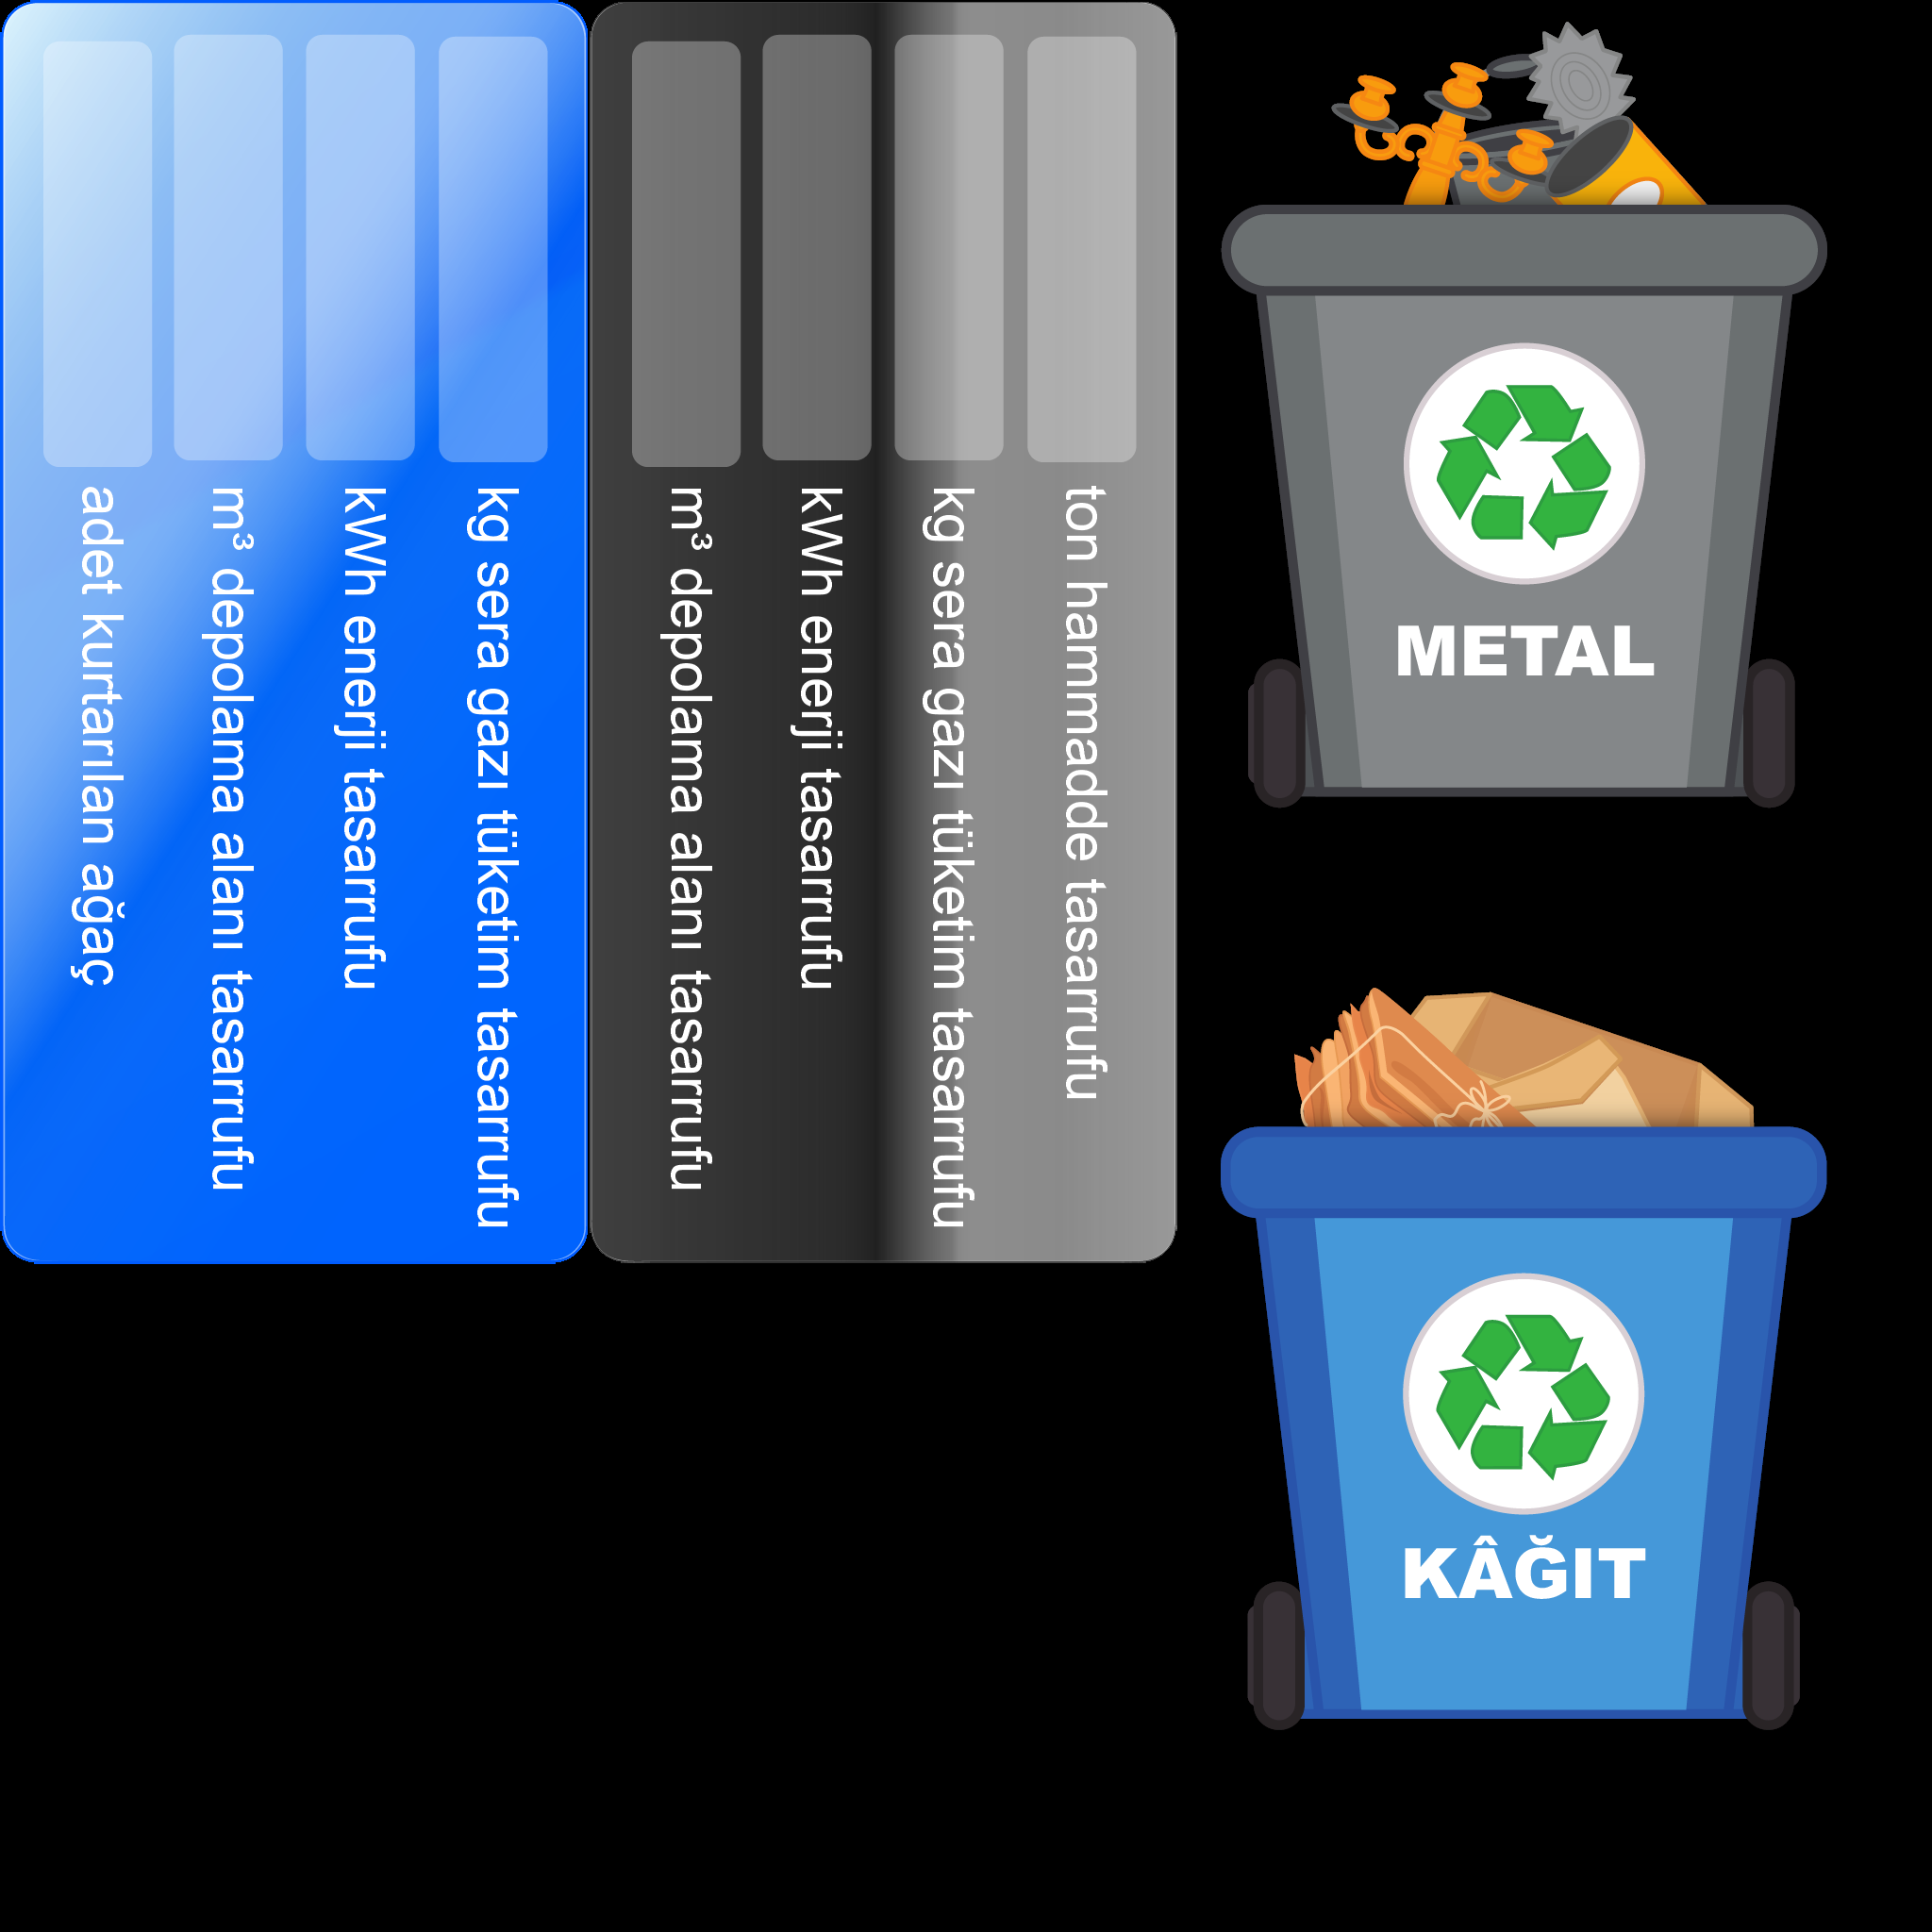 kg sera gazı tüketim tasarrufu
kWh enerji tasarrufu
m³ depolama alanı tasarrufu
adet kurtarılan ağaç
ton hammadde tasarrufu
kg sera gazı tüketim tasarrufu
kWh enerji tasarrufu
m³ depolama alanı tasarrufu
METAL
KÂĞIT